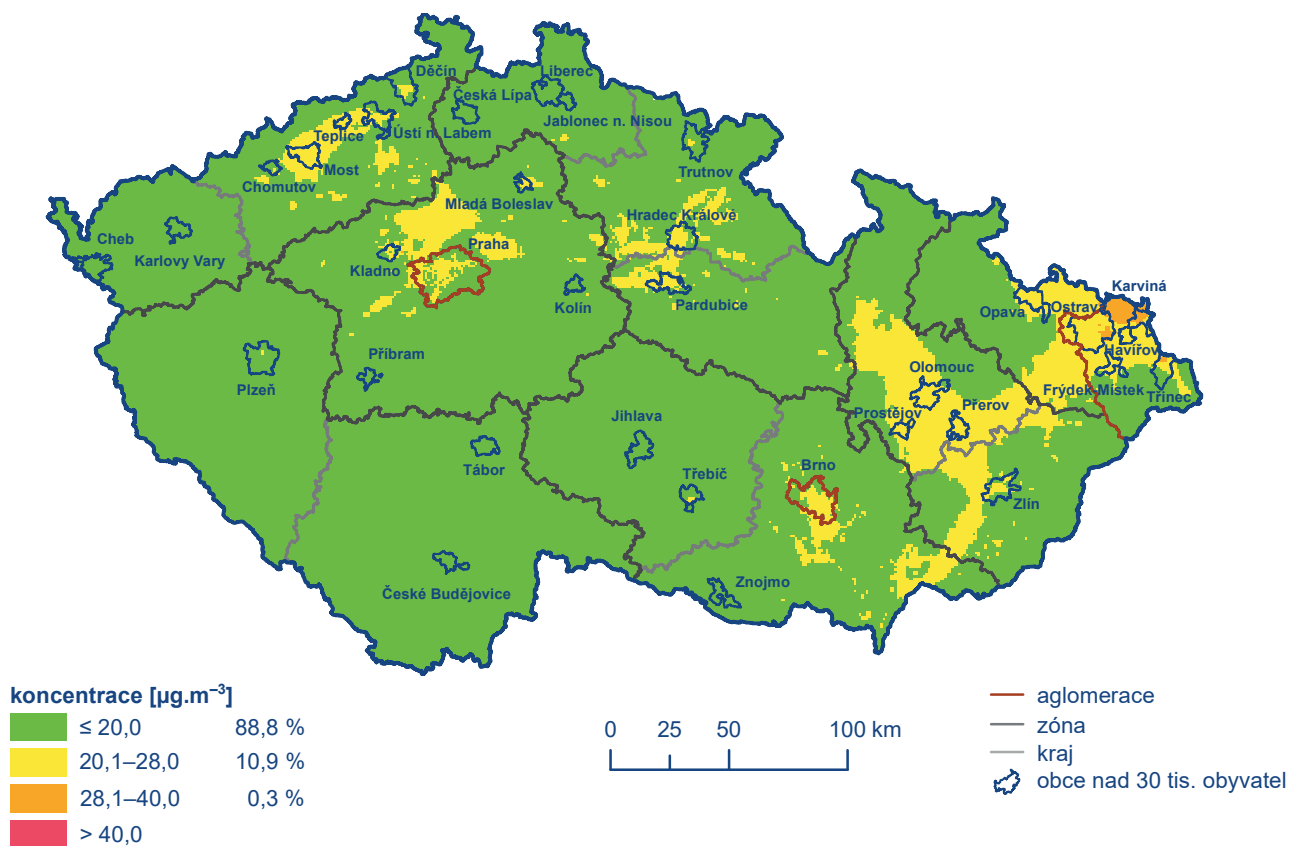 Děčín
Liberec
Česká Lípa
Jablonec n. Nisou
Teplice
Ústí n. Labem
Most
Chomutov
Trutnov
Mladá Boleslav
Hradec Králové
Cheb
Karlovy Vary
Praha
Kladno
Kolín
Pardubice
Karviná
Opava
Ostrava
Havířov
Příbram
Plzeň
Olomouc
Frýdek Místek
Třinec
Prostějov
Přerov
Jihlava
Tábor
Třebíč
Brno
Zlín
České Budějovice
Znojmo
koncentrace [µg.m⁻³]
≤ 20,0 88,8 %
20,1–28,0 10,9 %
28,1–40,0 0,3 %
> 40,0
0 25 50 100 km
aglomerace
zóna
kraj
obce nad 30 tis. obyvatel